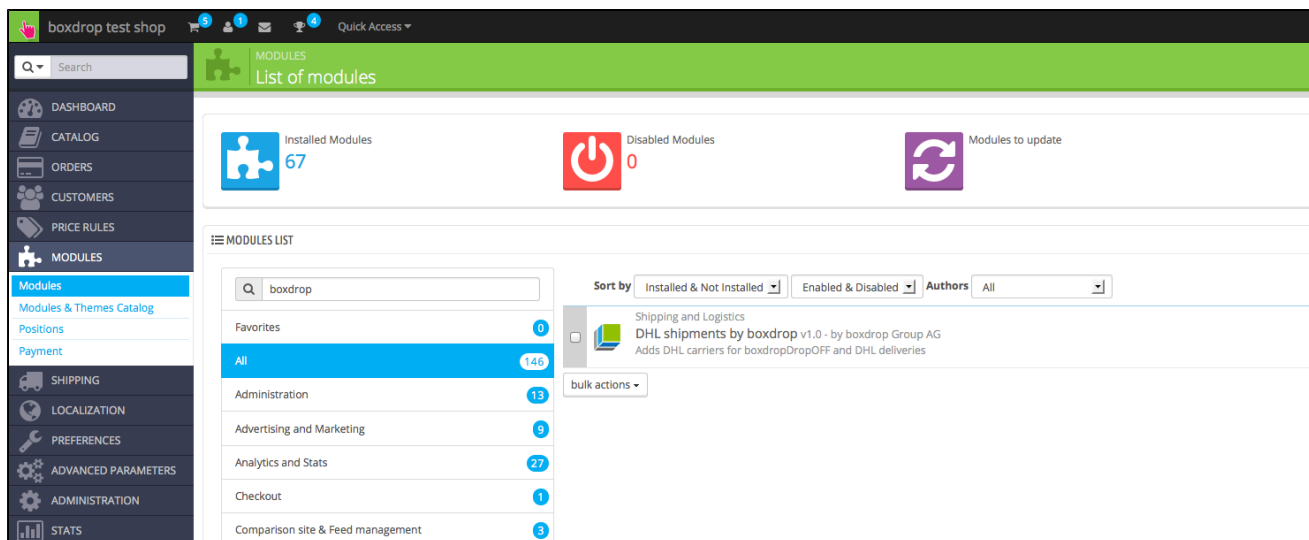 boxdrop test shop 5 1 4 Quick Access
Search
MODULES
List of modules
DASHBOARD
CATALOG
ORDERS
CUSTOMERS
PRICE RULES
MODULES
Modules
Modules & Themes Catalog
Positions
Payment
SHIPPING
LOCALIZATION
PREFERENCES
ADVANCED PARAMETERS
ADMINISTRATION
STATS
Installed Modules
67
Disabled Modules
0
Modules to update
MODULES LIST
boxdrop
Favorites 0
All 146
Administration 13
Advertising and Marketing 9
Analytics and Stats 27
Checkout 1
Comparison site & Feed management 3
Sort by Installed & Not Installed Enabled & Disabled Authors All
Shipping and Logistics
DHL shipments by boxdrop v1.0 - by boxdrop Group AG
Adds DHL carriers for boxdropDropOFF and DHL deliveries
bulk actions